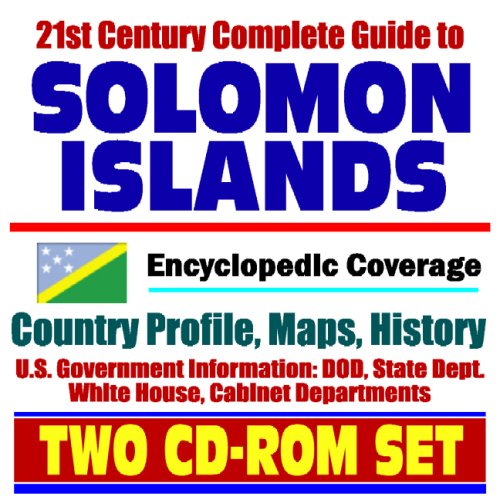 21st Century Complete Guide to
SOLOMON
ISLANDS
Encyclopedic Coverage
Country Profile, Maps, History
U.S. Government Information: DOD, State Dept.
White House, Cabinet Departments
TWO CD-ROM SET